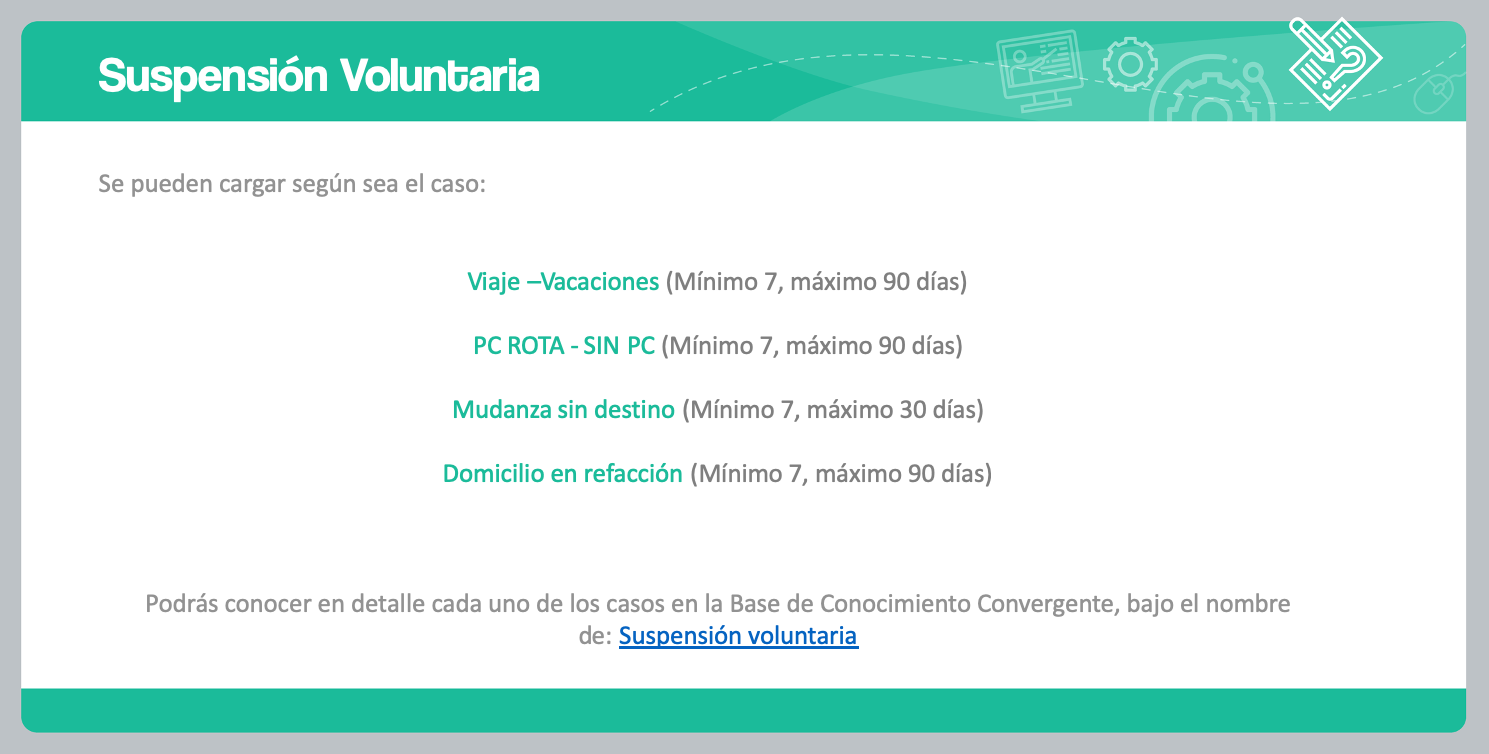 Suspensión Voluntaria
Se pueden cargar según sea el caso:
Viaje –Vacaciones (Mínimo 7, máximo 90 días)
PC ROTA - SIN PC (Mínimo 7, máximo 90 días)
Mudanza sin destino (Mínimo 7, máximo 30 días)
Domicilio en refacción (Mínimo 7, máximo 90 días)
Podrás conocer en detalle cada uno de los casos en la Base de Conocimiento Convergente, bajo el nombre
de: Suspensión voluntaria